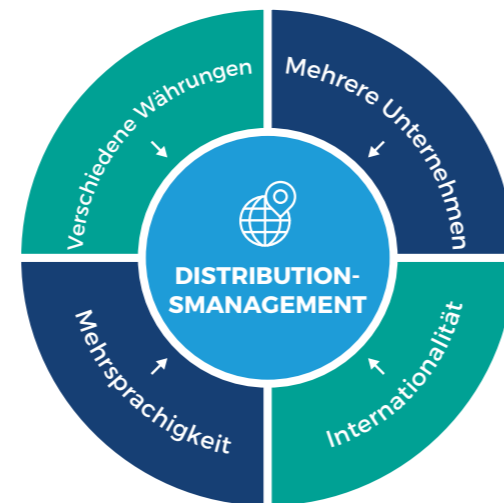 Verschiedene Währungen
Mehrere Unternehmen
DISTRIBUTION-
SMANAGEMENT
Mehrsprachigkeit
Internationalität